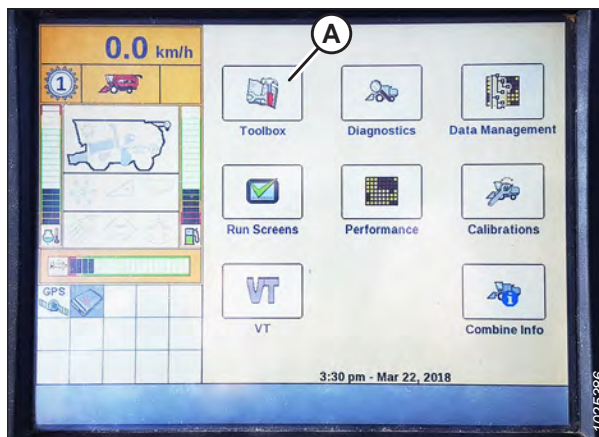 0.0 km/h
A
1
Toolbox
Diagnostics
Data Management
Run Screens
Performance
Calibrations
GPS
VT
VT
Combine Info
3:30 pm - Mar 22, 2018
1025286